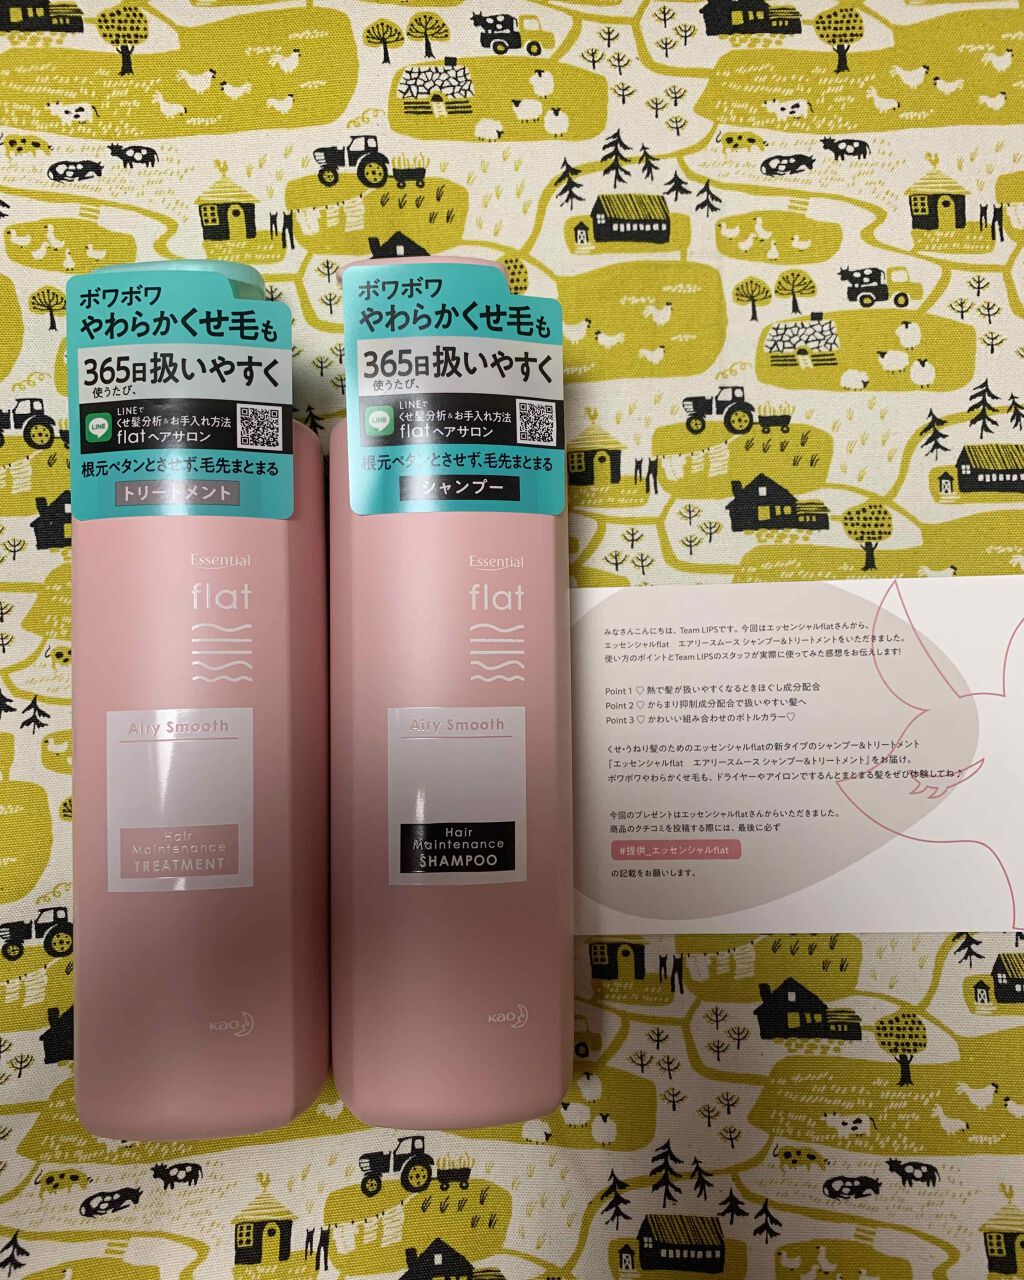 ボワボワ
やわらかくせ毛も
365日扱いやすく
使うたび、
LINEで
くせ髪分析&お手入れ方法
LINE
flatヘアサロン
根元ペタンとさせず、毛先まとまる
トリートメント
Essential
flat
Airy Smooth
Hair
Maintenance
TREATMENT
Kao
ボワボワ
やわらかくせ毛も
365日扱いやすく
使うたび、
LINEで
くせ髪分析&お手入れ方法
LINE
flatヘアサロン
根元ペタンとさせず、毛先まとまる
シャンプー
Essential
flat
Airy Smooth
Hair
Maintenance
SHAMPOO
Kao
みなさんこんにちは、Team LIPSです。今回はエッセンシャルflatさんから、
エッセンシャルflat　エアリースムース シャンプー&トリートメントをいただきました。
使い方のポイントとTeam LIPSのスタッフが実際に使ってみた感想をお伝えします!
Point 1 ♡ 熱で髪が扱いやすくなるときほぐし成分配合
Point 2 ♡ からまり抑制成分配合で扱いやすい髪へ
Point 3 ♡ かわいい組み合わせのボトルカラー♡
くせ・うねり髪のためのエッセンシャルflatの新タイプのシャンプー&トリートメント
『エッセンシャルflat　エアリースムース シャンプー&トリートメント』をお届け。
ボワボワやわらかくせ毛も、ドライヤーやアイロンでするんとまとまる髪をぜひ体験してね♪
今回のプレゼントはエッセンシャルflatさんからいただきました。
商品のクチコミを投稿する際には、最後に必ず
#提供_エッセンシャルflat
の記載をお願いします。